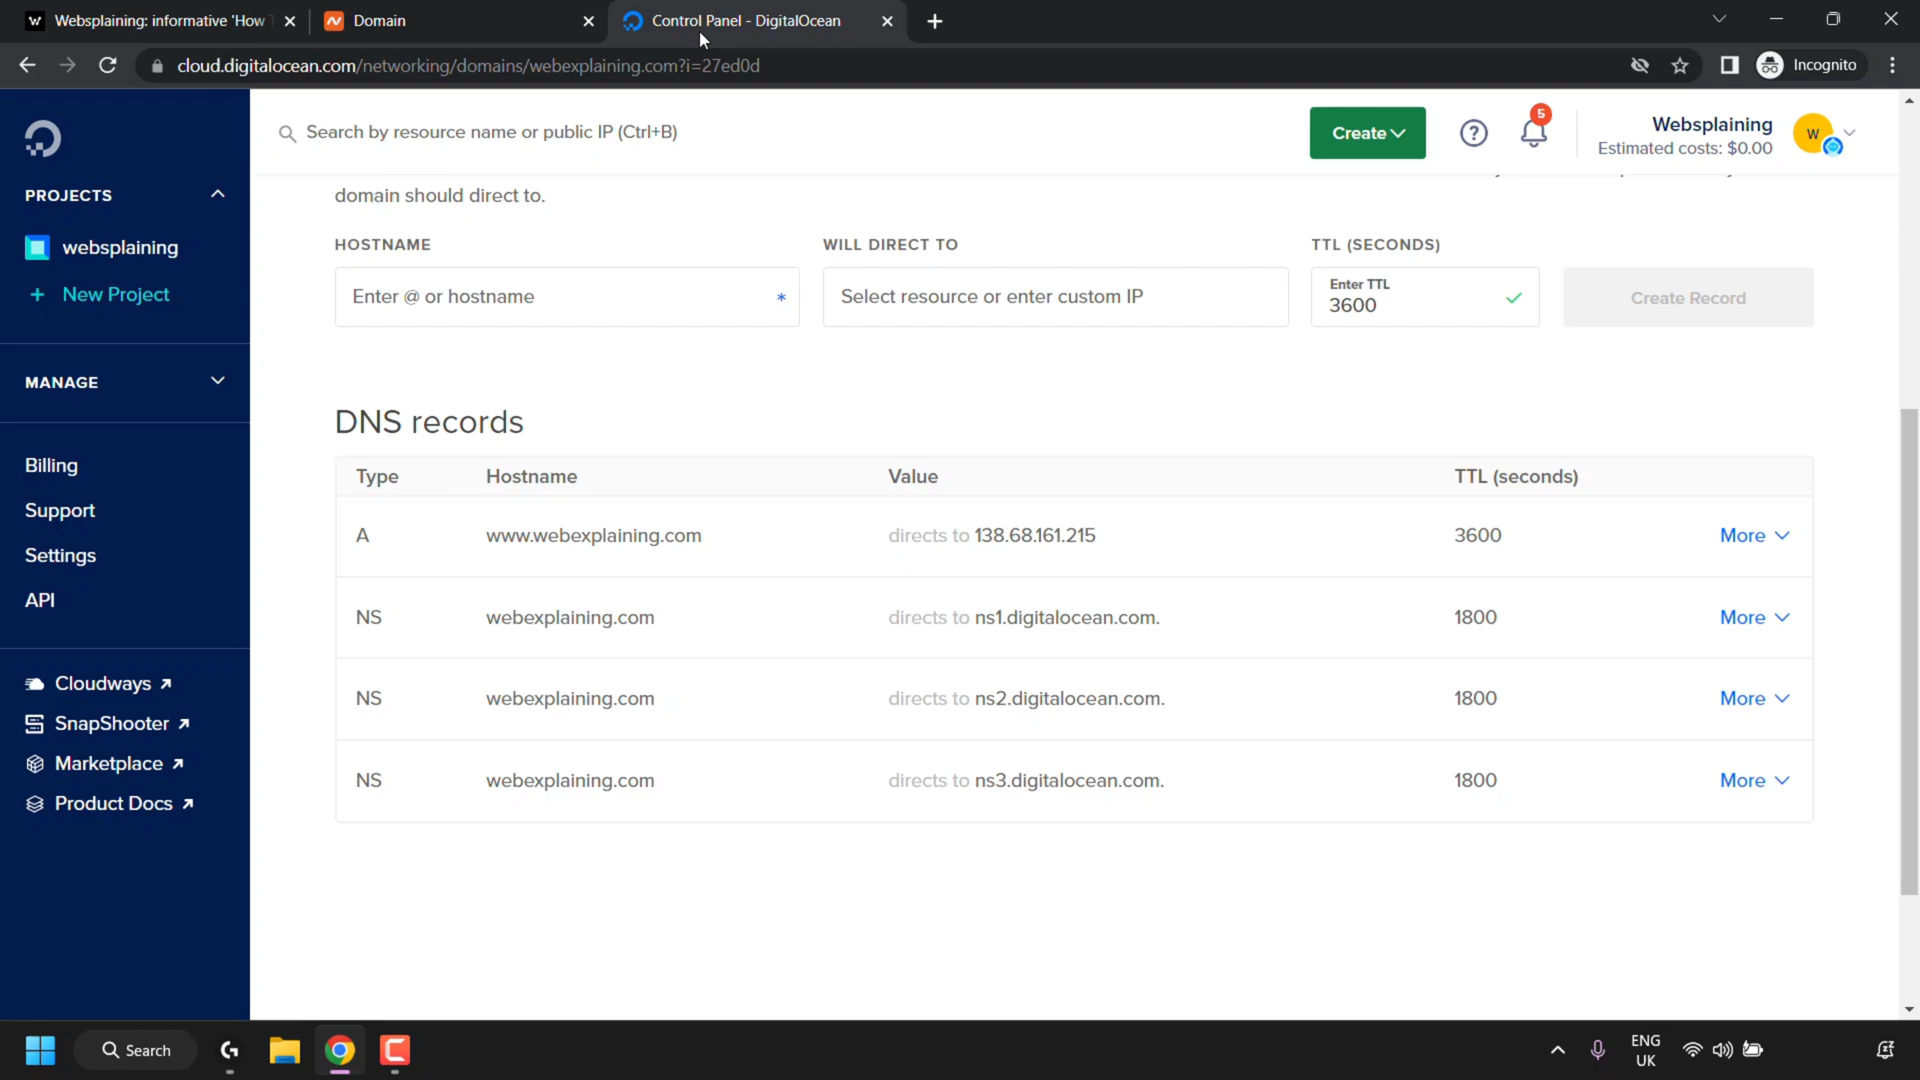 Websplaining: informative 'How
Domain
Control Panel - DigitalOcean
cloud.digitalocean.com/networking/domains/webexplaining.com?i=27ed0d
Incognito
Search by resource name or public IP (Ctrl+B)
Create
5
Websplaining
Estimated costs: $0.00
W
PROJECTS
websplaining
+ New Project
MANAGE
Billing
Support
Settings
API
Cloudways
SnapShooter
Marketplace
Product Docs
domain should direct to.
HOSTNAME
WILL DIRECT TO
TTL (SECONDS)
Enter @ or hostname *
Select resource or enter custom IP
Enter TTL
3600
Create Record
DNS records
Type Hostname Value TTL (seconds)
A www.webexplaining.com directs to 138.68.161.215 3600 More
NS webexplaining.com directs to ns1.digitalocean.com. 1800 More
NS webexplaining.com directs to ns2.digitalocean.com. 1800 More
NS webexplaining.com directs to ns3.digitalocean.com. 1800 More
Search
ENG
UK